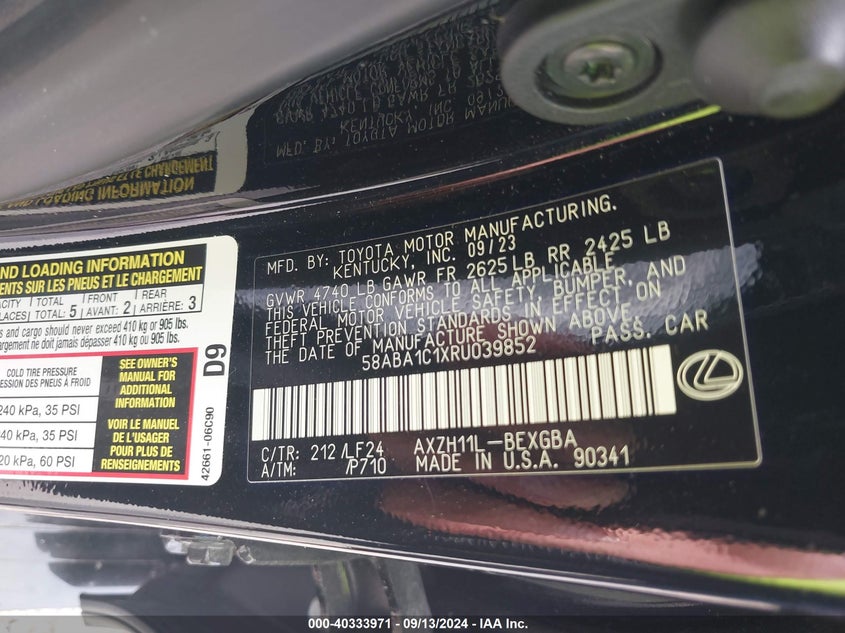 MFD. BY: TOYOTA MOTOR MANUFACTURING.
KENTUCKY, INC. 09/23
GVWR 4740 LB GAWR FR 2625 LB RR 2425 LB
THIS VEHICLE CONFORMS TO ALL APPLICABLE
FEDERAL MOTOR VEHICLE SAFETY, BUMPER, AND
THEFT PREVENTION STANDARDS IN EFFECT ON
THE DATE OF MANUFACTURE SHOWN ABOVE.
58ABA1C1XRU039852 PASS. CAR
C/TR: 212/LF24 AXZH11L-BEXGBA
A/TM: /P710 MADE IN U.S.A. 90341
ND LOADING INFORMATION
ENTS SUR LES PNEUS ET LE CHARGEMENT
TOTAL FRONT REAR
TOTAL: 5 AVANT: 2 ARRIÈRE: 3
s and cargo should never exceed 410 kg or 905 lbs.
argement ne doit jamais dépasser 410 kg ou 905 lb.
COLD TIRE PRESSURE
PRESSION DES PNEUS À FROID
240 kPa, 35 PSI
240 kPa, 35 PSI
20 kPa, 60 PSI
SEE OWNER'S
MANUAL FOR
ADDITIONAL
INFORMATION
VOIR LE MANUEL
DE L'USAGER
POUR PLUS DE
RENSEIGNEMENTS
D9
42661-06C90
000-40333971 - 09/13/2024 - IAA Inc.